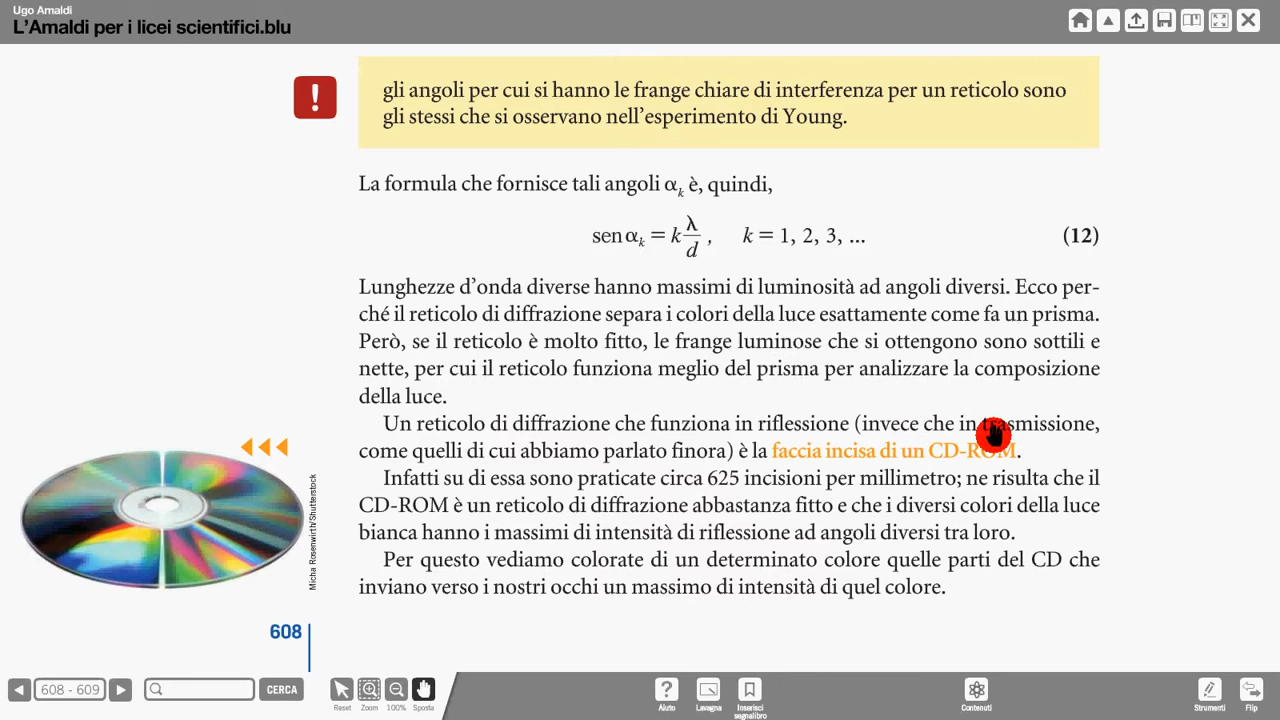 Ugo Amaldi
L'Amaldi per i licei scientifici.blu
!
gli angoli per cui si hanno le frange chiare di interferenza per un reticolo sono
gli stessi che si osservano nell'esperimento di Young.
La formula che fornisce tali angoli αk è, quindi,
sen αk = k λ/d , k = 1, 2, 3, ... (12)
Lunghezze d'onda diverse hanno massimi di luminosità ad angoli diversi. Ecco per-
ché il reticolo di diffrazione separa i colori della luce esattamente come fa un prisma.
Però, se il reticolo è molto fitto, le frange luminose che si ottengono sono sottili e
nette, per cui il reticolo funziona meglio del prisma per analizzare la composizione
della luce.
Un reticolo di diffrazione che funziona in riflessione (invece che in trasmissione,
come quelli di cui abbiamo parlato finora) è la faccia incisa di un CD-ROM.
Infatti su di essa sono praticate circa 625 incisioni per millimetro; ne risulta che il
CD-ROM è un reticolo di diffrazione abbastanza fitto e che i diversi colori della luce
bianca hanno i massimi di intensità di riflessione ad angoli diversi tra loro.
Per questo vediamo colorate di un determinato colore quelle parti del CD che
inviano verso i nostri occhi un massimo di intensità di quel colore.
Micha Rosenwirth/Shutterstock
608
608 - 609
CERCA
Reset
Zoom
100%
Sposta
Aiuto
Lavagna
Inserisci
segnalibro
Contenuti
Strumenti
Flip